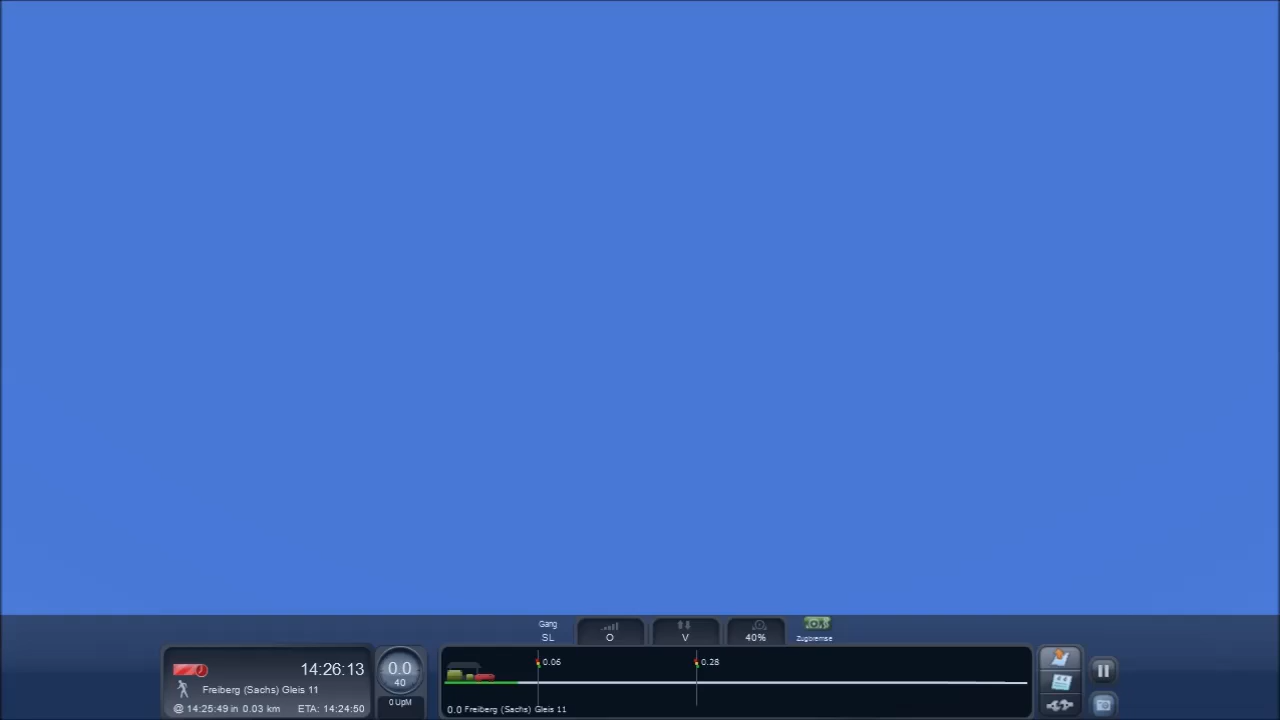 Gang
SL
O
V
40%
Zugbremse
14:26:13
Freiberg (Sachs) Gleis 11
@ 14:25:49 in 0.03 km
ETA: 14:24:50
0.0
40
0 UpM
0.06
0.28
0.0 Freiberg (Sachs) Gleis 11